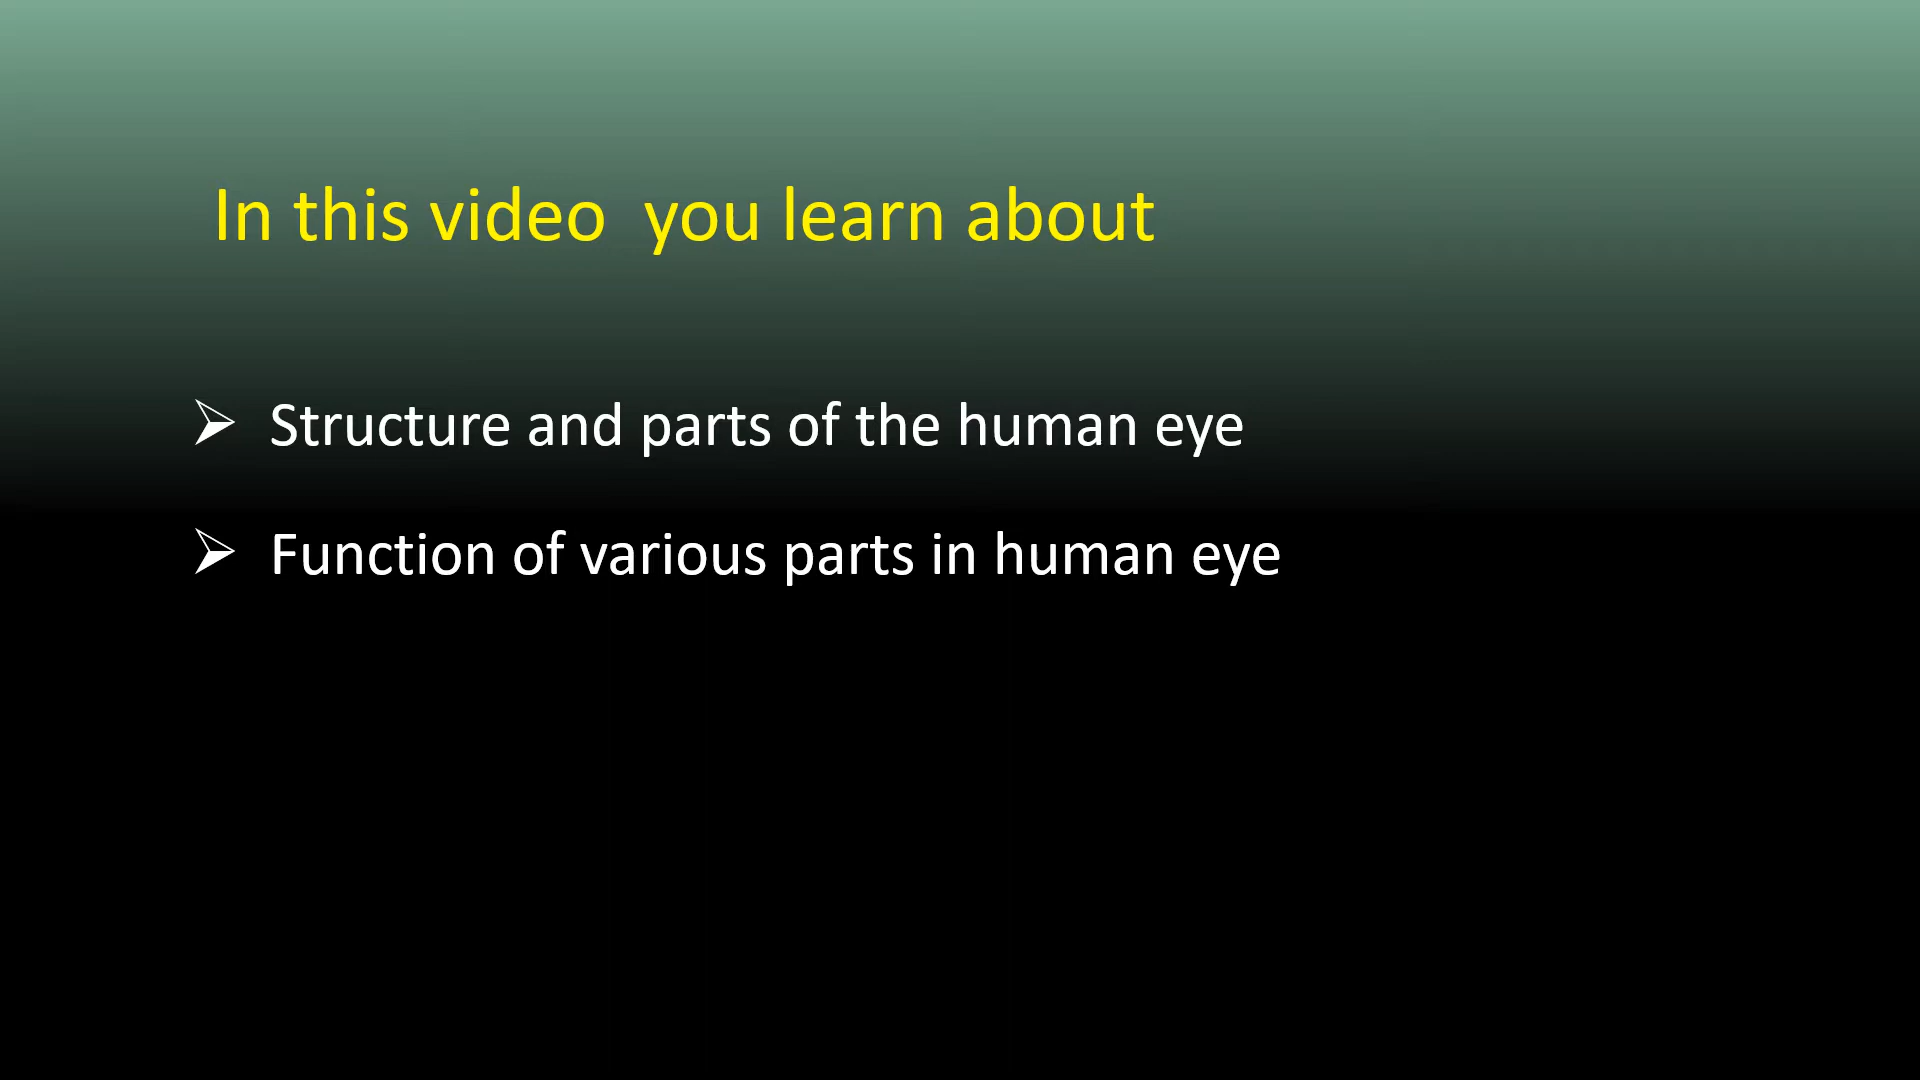 In this video  you learn about
➢ Structure and parts of the human eye
➢ Function of various parts in human eye